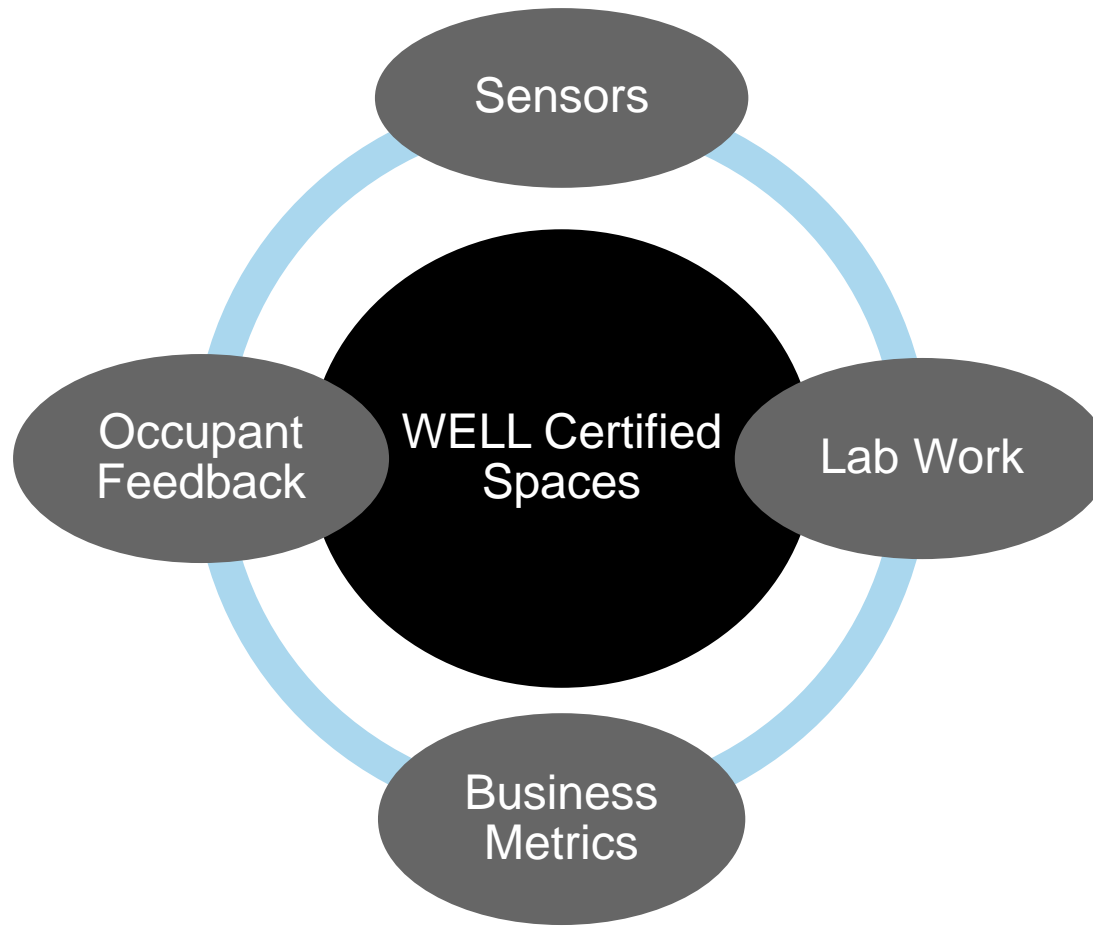 Sensors
Occupant
Feedback
WELL Certified
Spaces
Lab Work
Business
Metrics